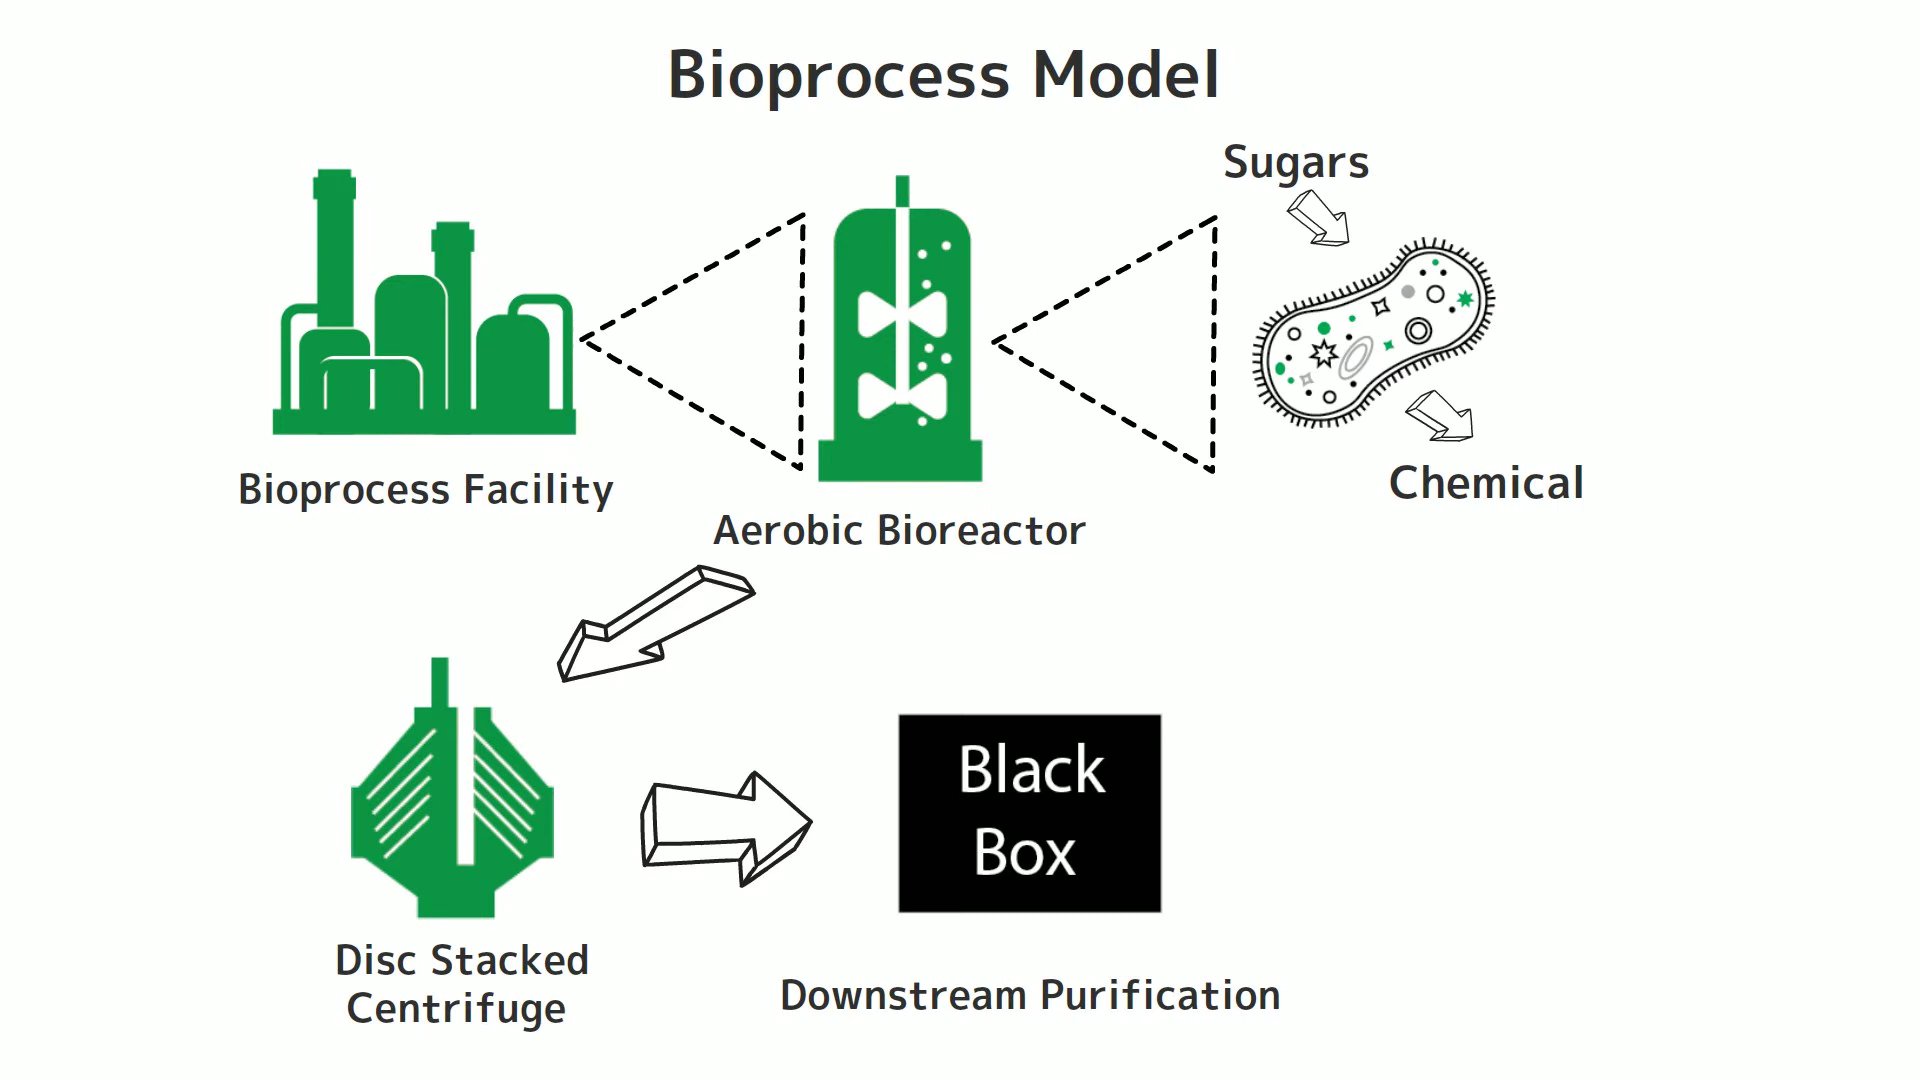 Bioprocess Model
Sugars
Bioprocess Facility
Aerobic Bioreactor
Chemical
Black
Box
Disc Stacked
Centrifuge
Downstream Purification